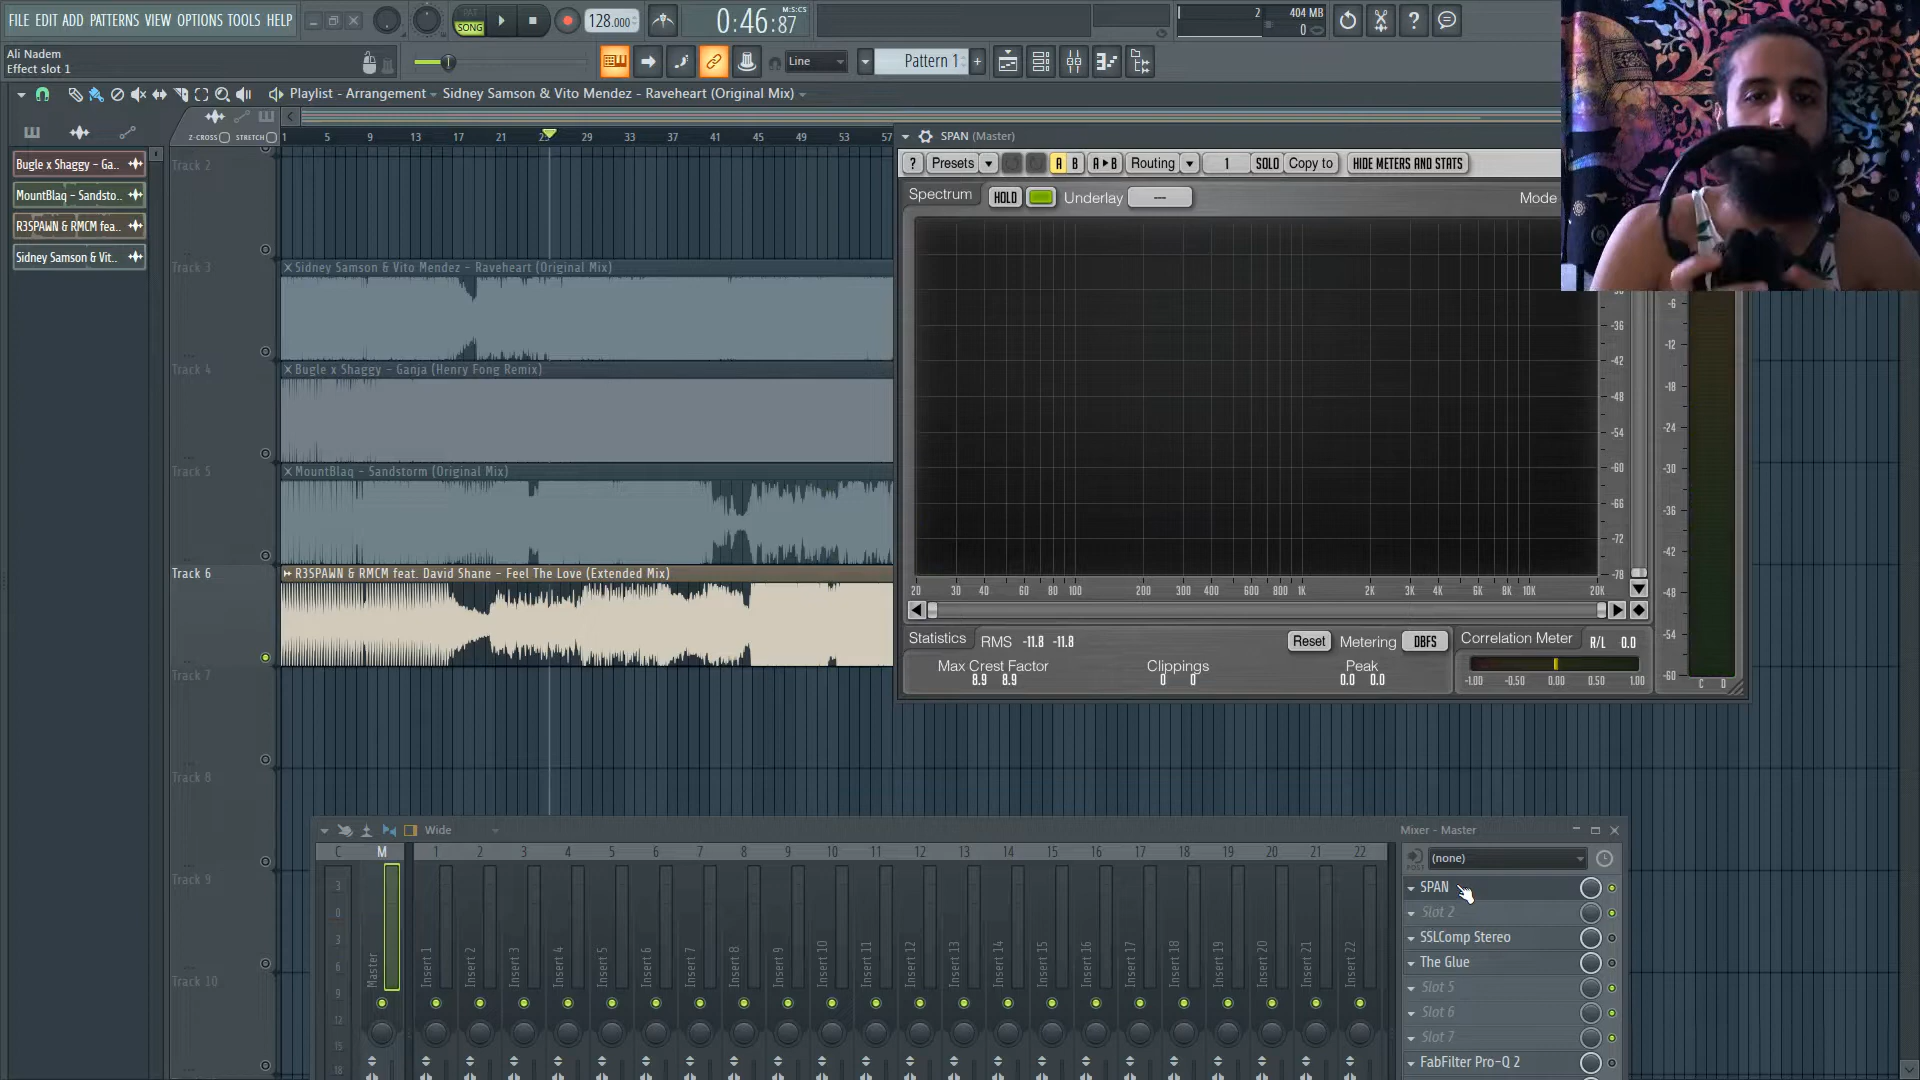 FILE EDIT ADD PATTERNS VIEW OPTIONS TOOLS HELP
PAT
SONG
128.000
0:46:87
M:S:CS
2
404 MB
0
Ali Nadem
Effect slot 1
Line
Pattern 1
Playlist - Arrangement
Sidney Samson & Vito Mendez - Raveheart (Original Mix)
Z-CROSS STRETCH
1 5 9 13 17 21 25 29 33 37 41 45 49 53 57
Bugle x Shaggy - Ga..
MountBlaq - Sandsto..
R3SPAWN & RMCM fea..
Sidney Samson & Vit..
Track 2
Track 3
Sidney Samson & Vito Mendez - Raveheart (Original Mix)
Track 4
Bugle x Shaggy - Ganja (Henry Fong Remix)
Track 5
MountBlaq - Sandstorm (Original Mix)
Track 6
R3SPAWN & RMCM feat. David Shane - Feel The Love (Extended Mix)
Track 7
Track 8
Track 9
Track 10
SPAN (Master)
? Presets A B A▸B Routing 1 SOLO Copy to HIDE METERS AND STATS
Spectrum HOLD Underlay --- Mode
-36
-42
-48
-54
-60
-66
-72
-78
20 30 40 60 80 100 200 300 400 600 800 1K 2K 3K 4K 6K 8K 10K 20K
-6
-12
-24
-30
-36
-42
-48
-54
-60
C D
Statistics RMS -11.8 -11.8 Reset Metering DBFS
Max Crest Factor Clippings Peak
8.9 8.9 0 0 0.0 0.0
Correlation Meter R/L 0.0
-1.00 -0.50 0.00 0.50 1.00
Wide
Mixer - Master
C M 1 2 3 4 5 6 7 8 9 10 11 12 13 14 15 16 17 18 19 20 21 22
3
0
3
6
9
12
15
18
Master
Insert 1
Insert 2
Insert 3
Insert 4
Insert 5
Insert 6
Insert 7
Insert 8
Insert 9
Insert 10
Insert 11
Insert 12
Insert 13
Insert 14
Insert 15
Insert 16
Insert 17
Insert 18
Insert 19
Insert 20
Insert 21
Insert 22
POST
(none)
SPAN
Slot 2
SSLComp Stereo
The Glue
Slot 5
Slot 6
Slot 7
FabFilter Pro-Q 2